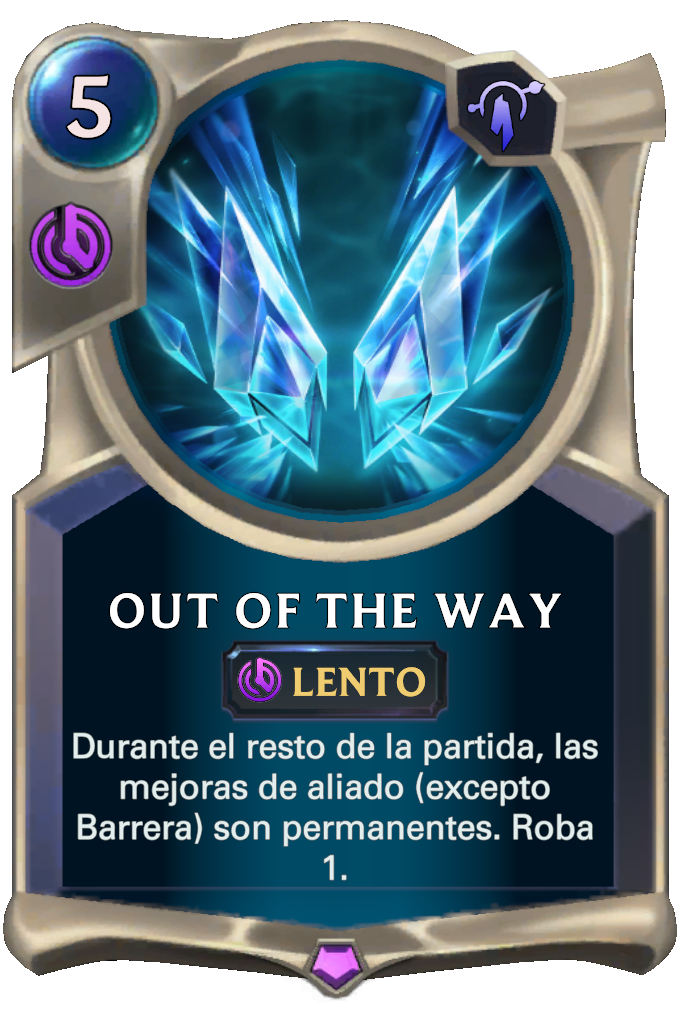 5
OUT OF THE WAY
LENTO
Durante el resto de la partida, las
mejoras de aliado (excepto
Barrera) son permanentes. Roba
1.